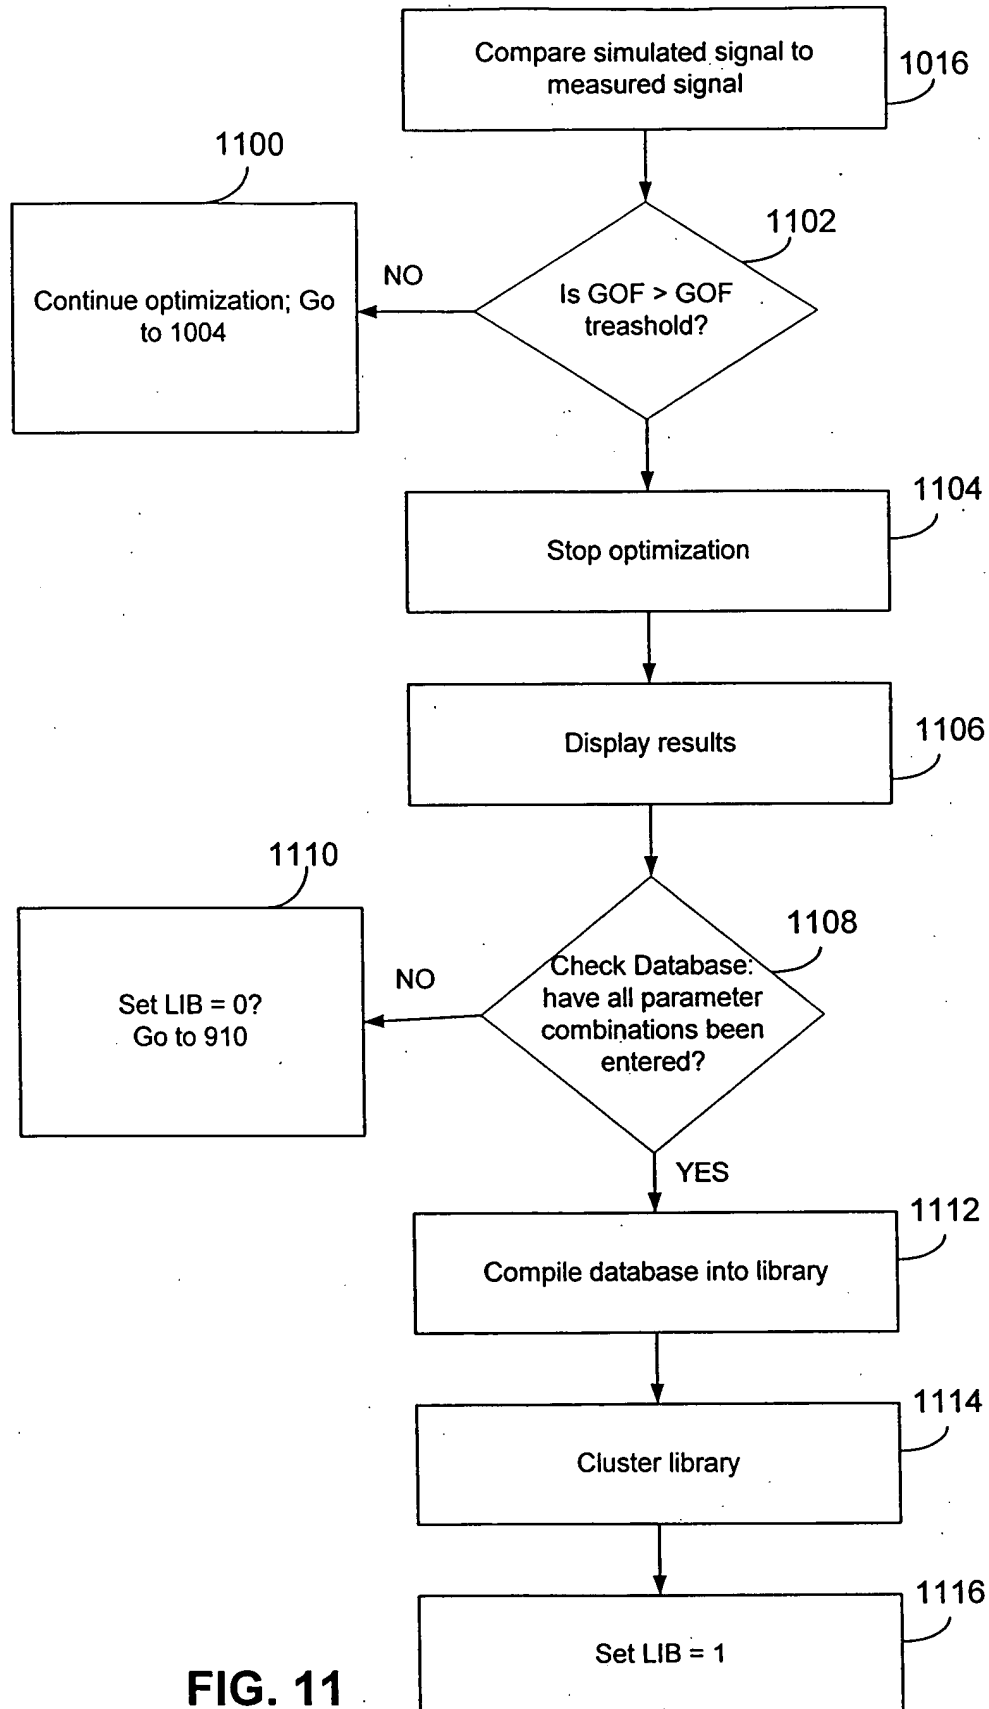 Compare simulated signal to
measured signal
1016
1100
1102
NO
Is GOF > GOF
treashold?
Continue optimization; Go
to 1004
1104
Stop optimization
1106
Display results
1110
1108
NO
Check Database:
have all parameter
combinations been
entered?
Set LIB = 0?
Go to 910
YES
1112
Compile database into library
1114
Cluster library
1116
Set LIB = 1
FIG. 11